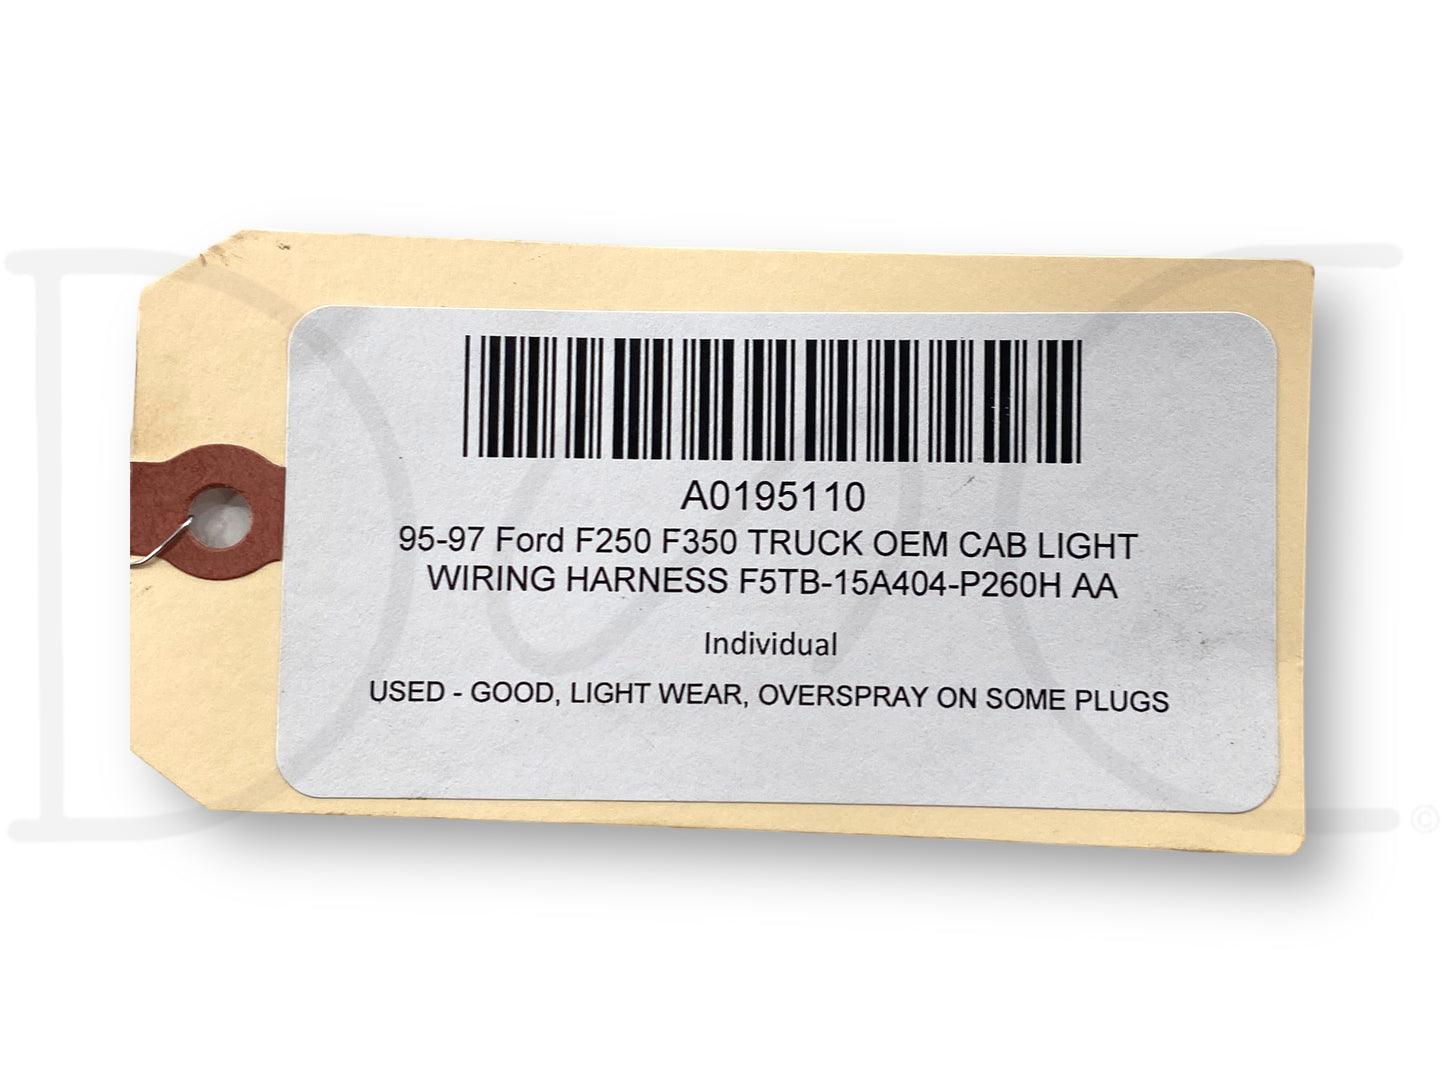 A0195110
95-97 Ford F250 F350 TRUCK OEM CAB LIGHT
WIRING HARNESS F5TB-15A404-P260H AA
Individual
USED - GOOD, LIGHT WEAR, OVERSPRAY ON SOME PLUGS
©